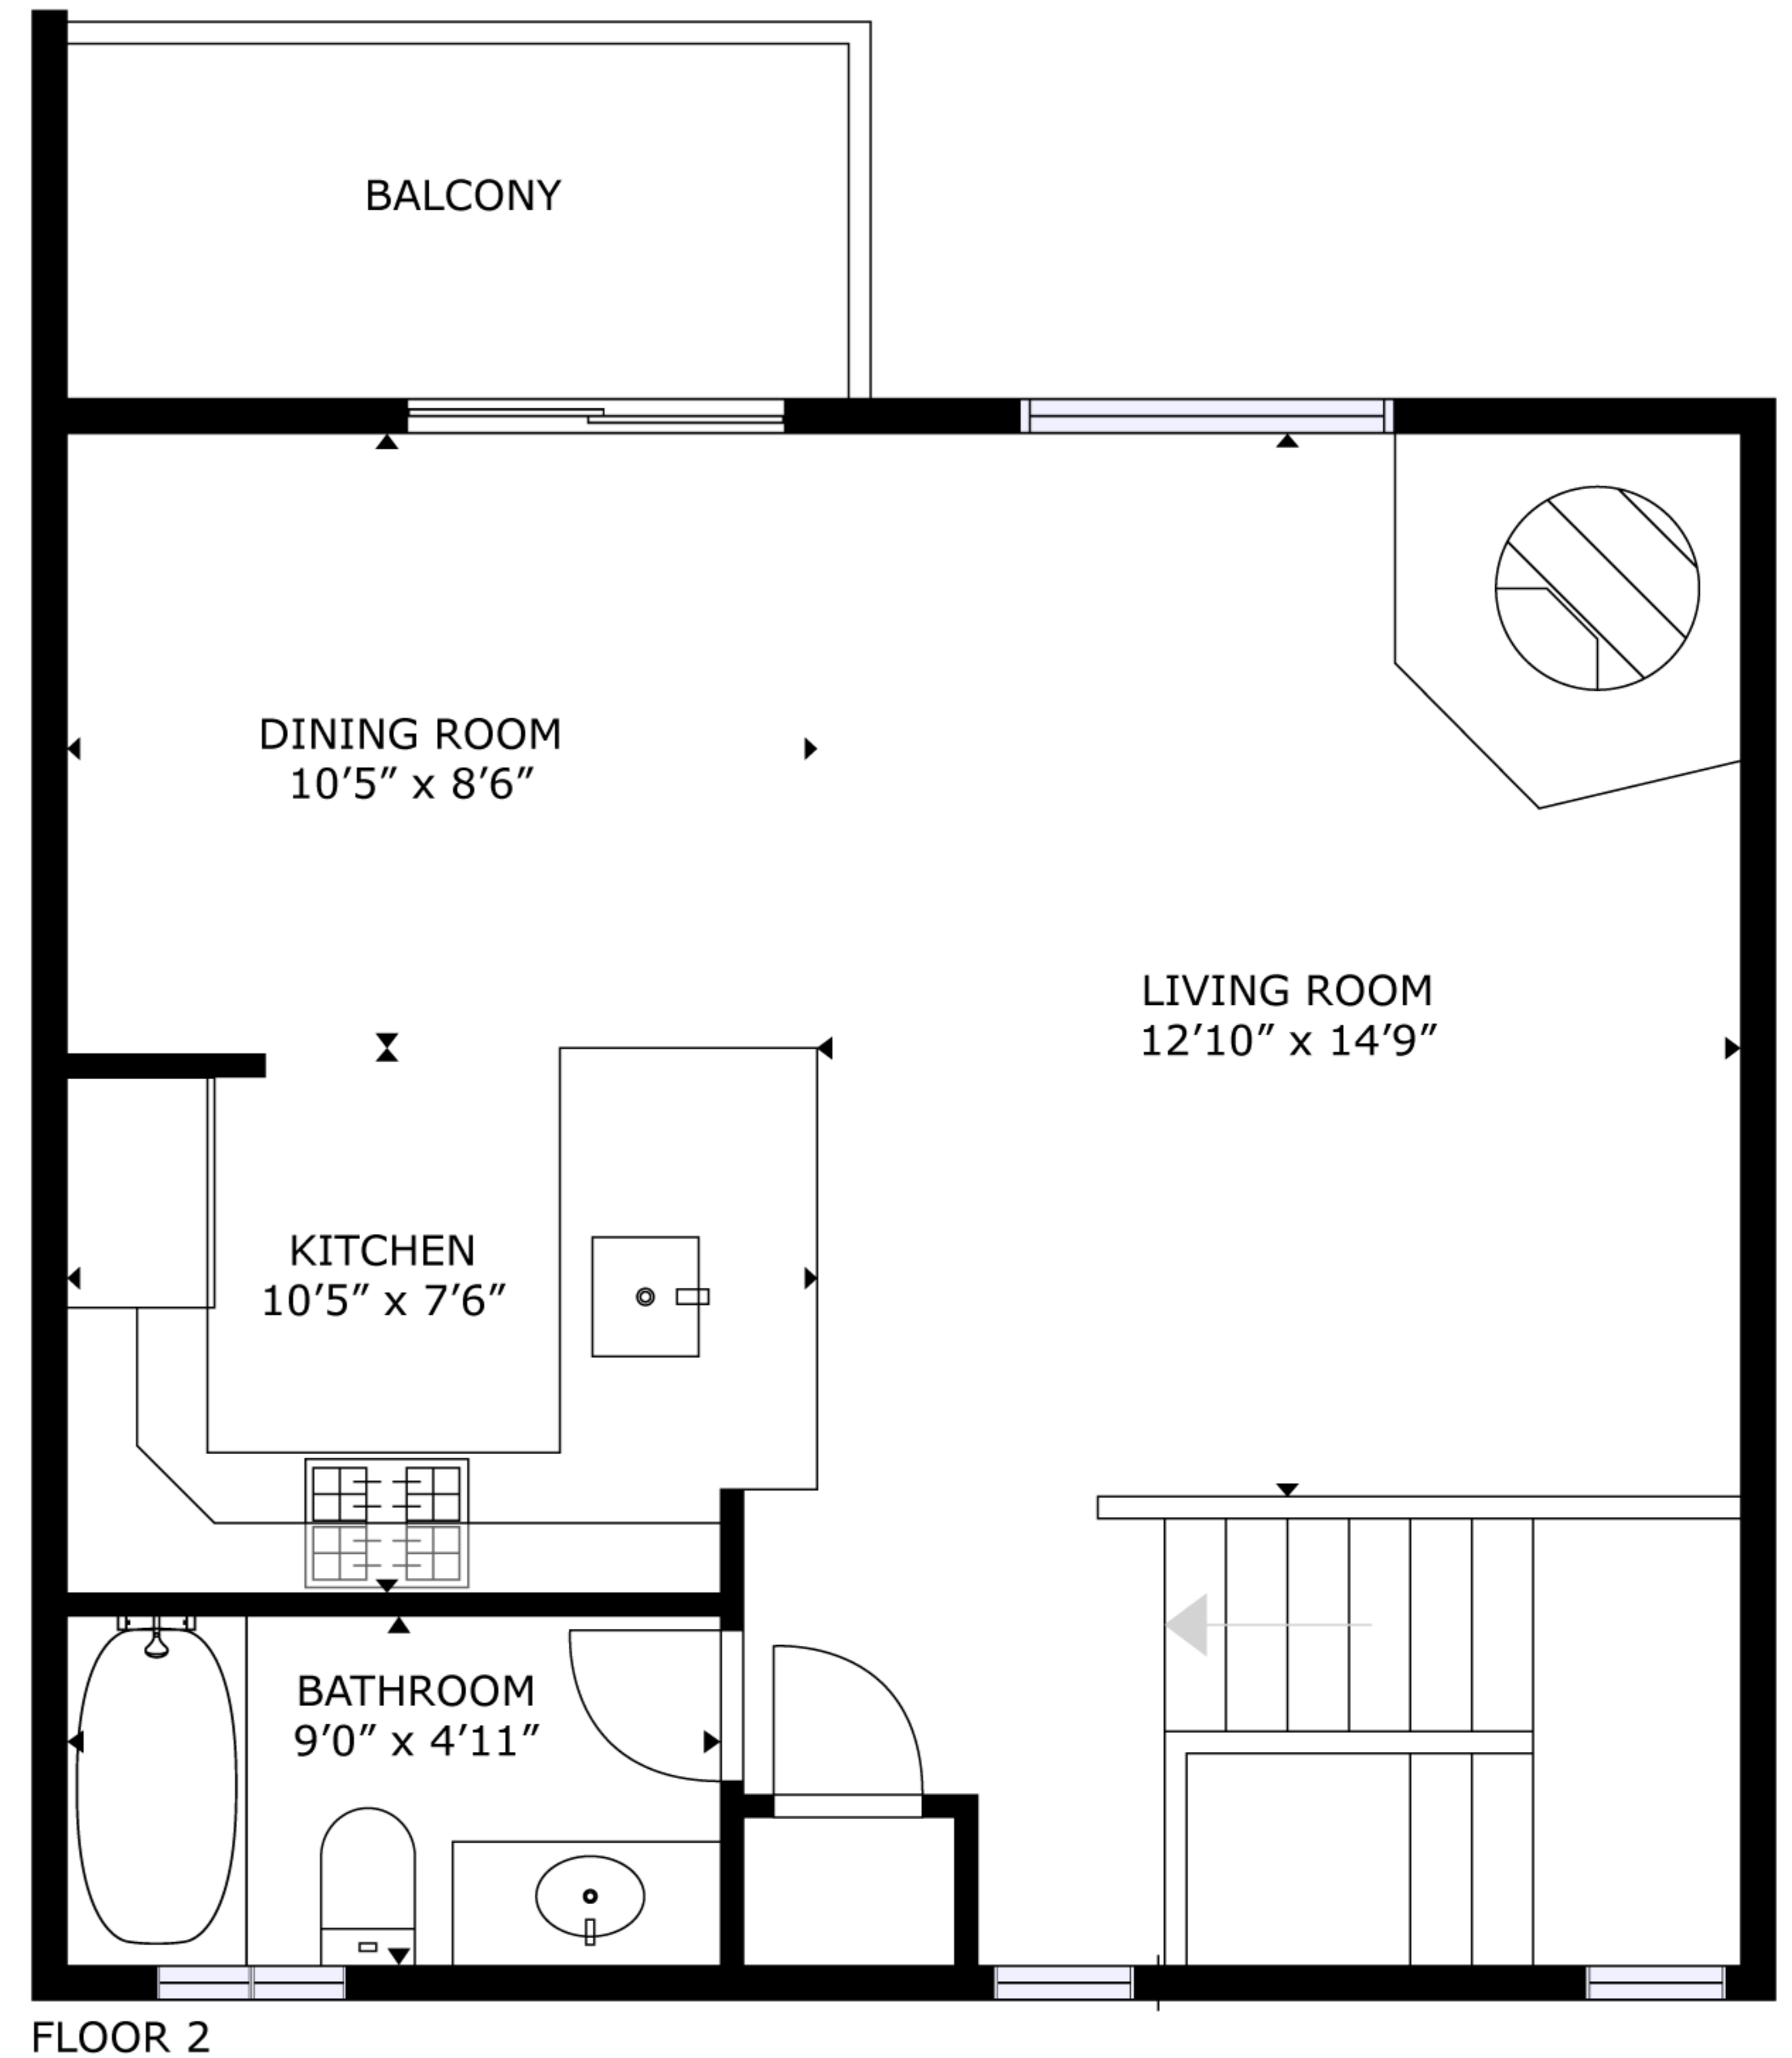 BALCONY
DINING ROOM
10′5″ x 8′6″
LIVING ROOM
12′10″ x 14′9″
KITCHEN
10′5″ x 7′6″
BATHROOM
9′0″ x 4′11″
FLOOR 2